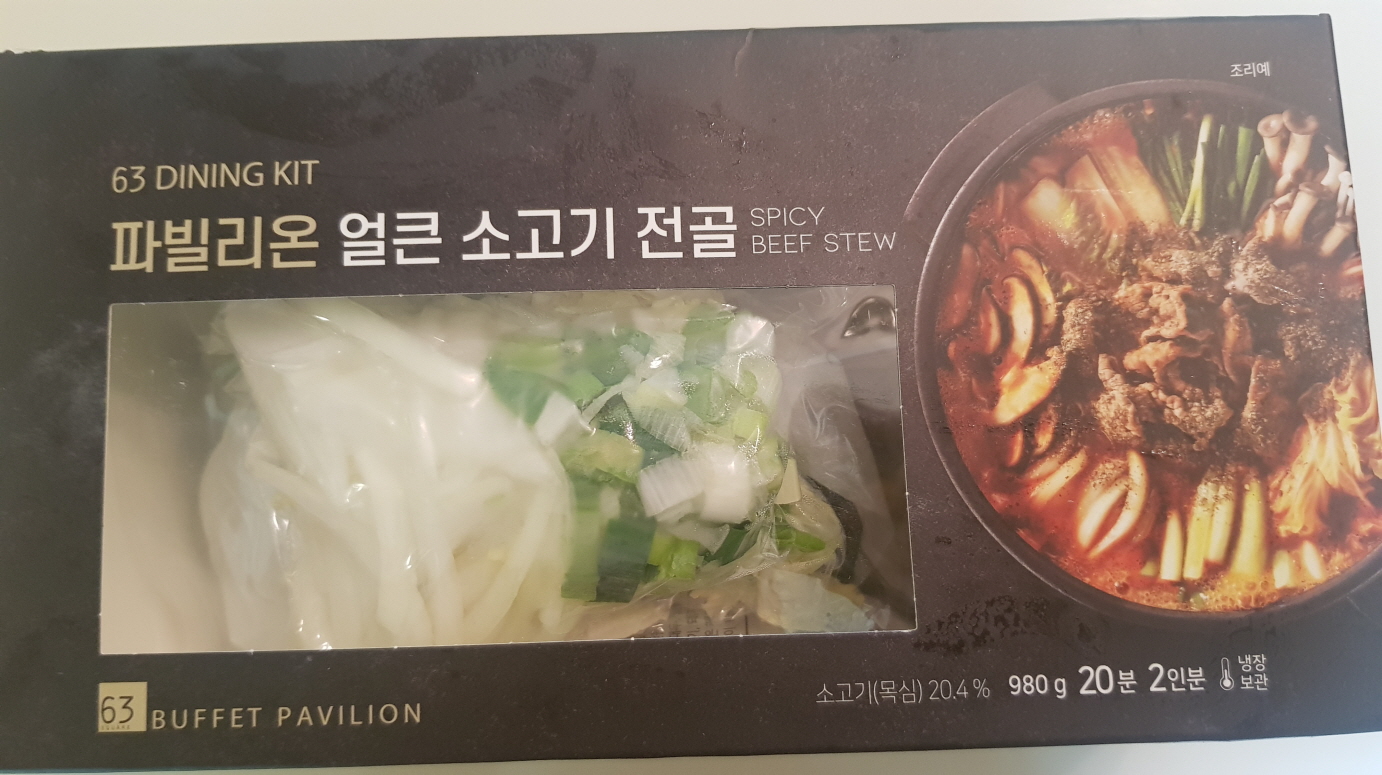 조리예
63 DINING KIT
파빌리온 얼큰 소고기 전골 SPICY
BEEF STEW
소고기(목심) 20.4 % 980 g 20분 2인분 냉장
보관
63
BUFFET PAVILION